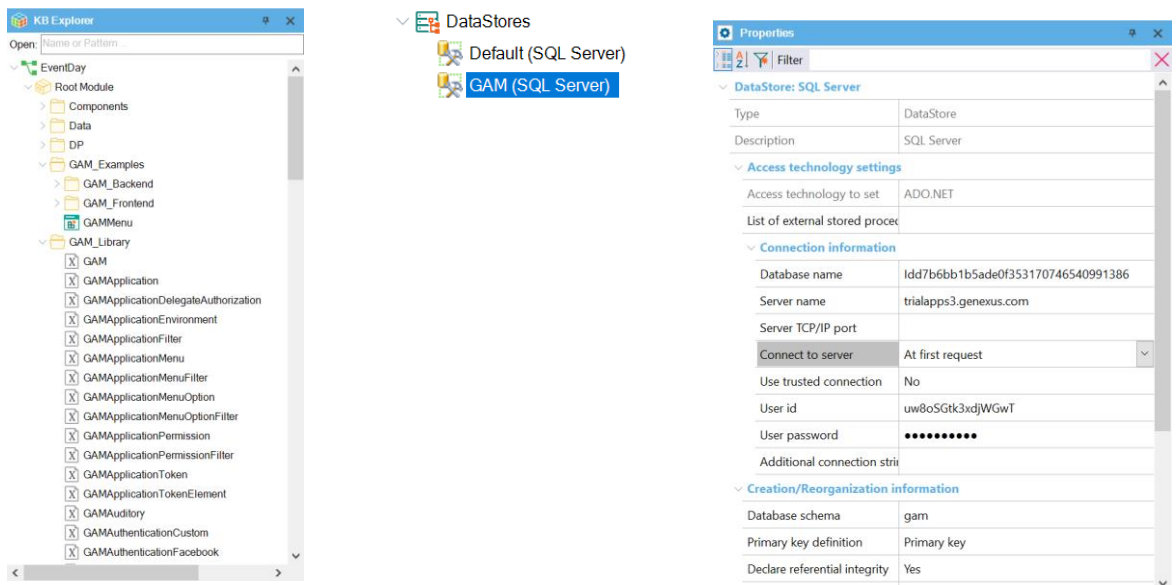 KB Explorer
Open: Name or Pattern...
EventDay
Root Module
Components
Data
DP
GAM_Examples
GAM_Backend
GAM_Frontend
GAMMenu
GAM_Library
GAM
GAMApplication
GAMApplicationDelegateAuthorization
GAMApplicationEnvironment
GAMApplicationFilter
GAMApplicationMenu
GAMApplicationMenuFilter
GAMApplicationMenuOption
GAMApplicationMenuOptionFilter
GAMApplicationPermission
GAMApplicationPermissionFilter
GAMApplicationToken
GAMApplicationTokenElement
GAMAuditory
GAMAuthenticationCustom
GAMAuthenticationFacebook
DataStores
Default (SQL Server)
GAM (SQL Server)
Properties
Filter
DataStore: SQL Server
Type DataStore
Description SQL Server
Access technology settings
Access technology to set ADO.NET
List of external stored proced
Connection information
Database name Idd7b6bb1b5ade0f353170746540991386
Server name trialapps3.genexus.com
Server TCP/IP port
Connect to server At first request
Use trusted connection No
User id uw8oSGtk3xdjWGwT
User password ●●●●●●●●●●
Additional connection strin
Creation/Reorganization information
Database schema gam
Primary key definition Primary key
Declare referential integrity Yes